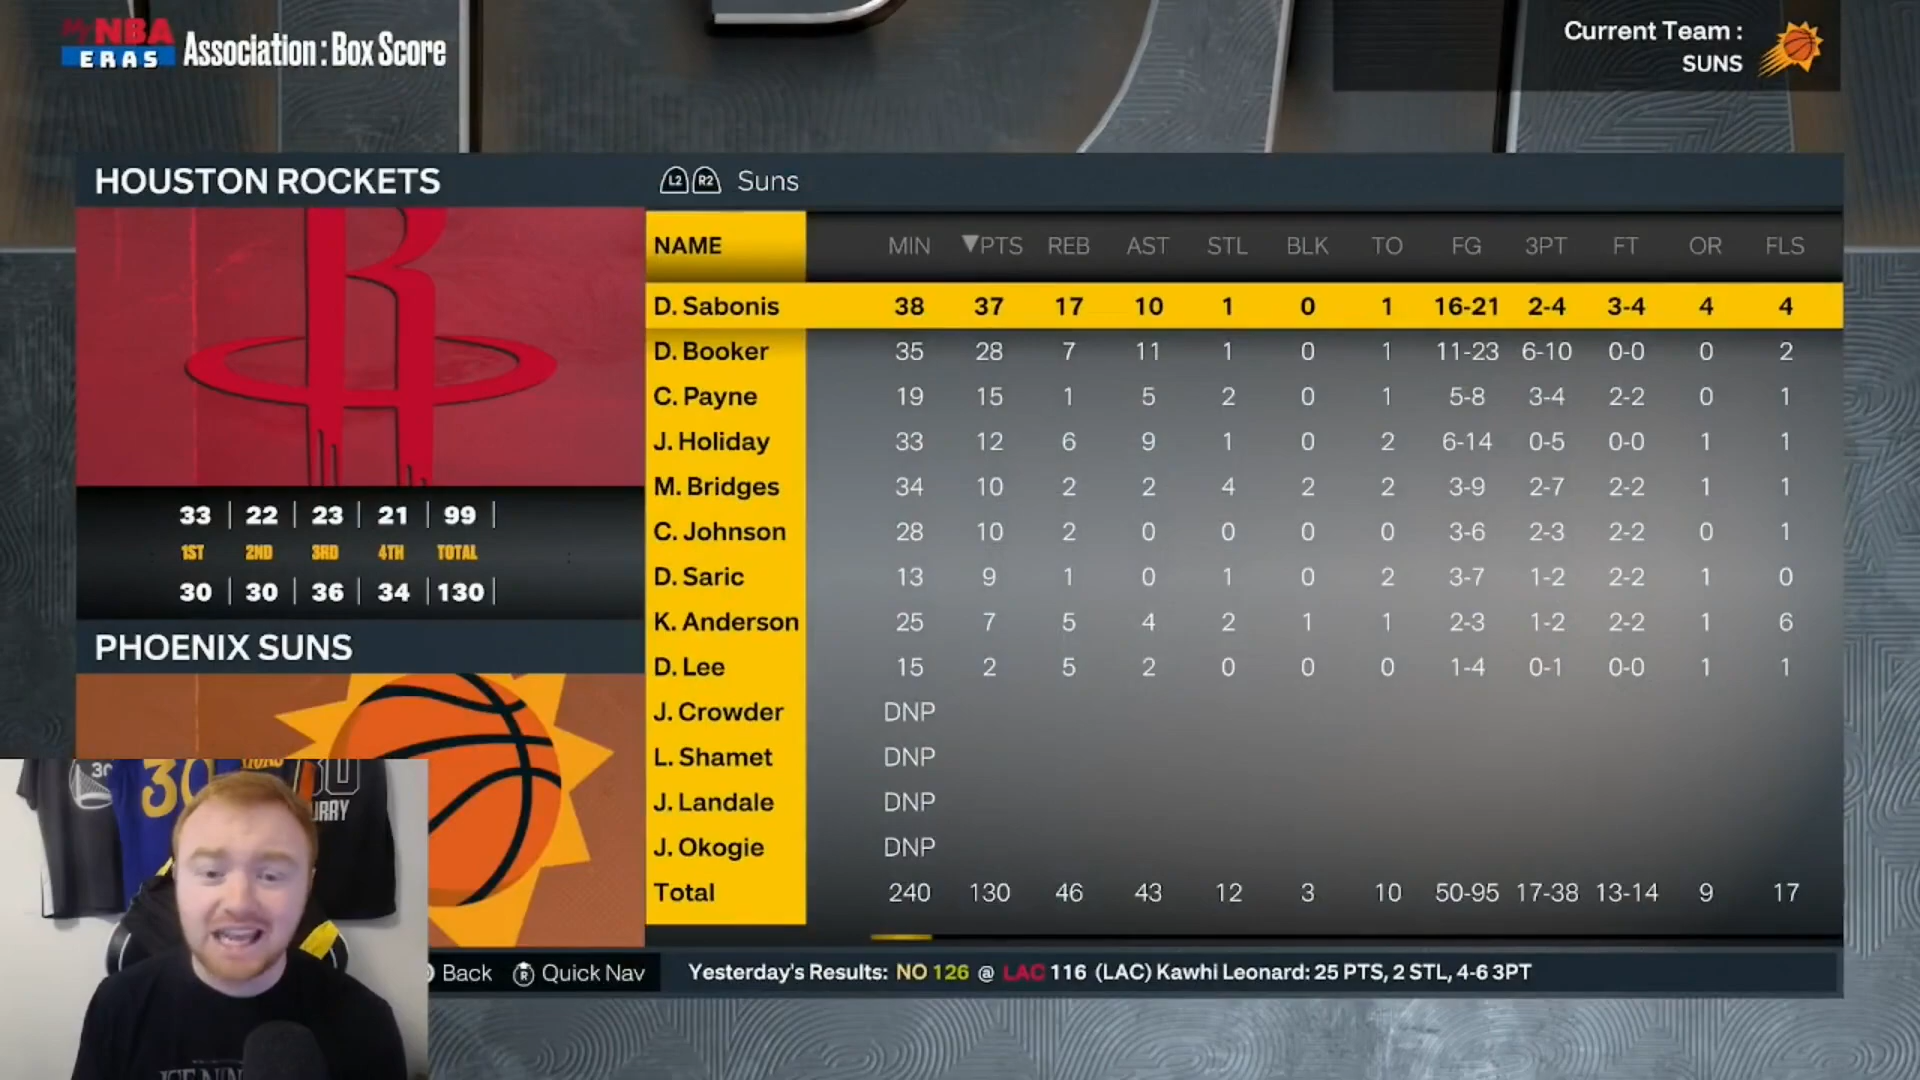 MyNBA ERAS Association : Box Score
Current Team :
SUNS
HOUSTON ROCKETS
L2 R2 Suns
NAME MIN ▼PTS REB AST STL BLK TO FG 3PT FT OR FLS
D. Sabonis 38 37 17 10 1 0 1 16-21 2-4 3-4 4 4
D. Booker 35 28 7 11 1 0 1 11-23 6-10 0-0 0 2
C. Payne 19 15 1 5 2 0 1 5-8 3-4 2-2 0 1
J. Holiday 33 12 6 9 1 0 2 6-14 0-5 0-0 1 1
M. Bridges 34 10 2 2 4 2 2 3-9 2-7 2-2 1 1
C. Johnson 28 10 2 0 0 0 0 3-6 2-3 2-2 0 1
D. Saric 13 9 1 0 1 0 2 3-7 1-2 2-2 1 0
K. Anderson 25 7 5 4 2 1 1 2-3 1-2 2-2 1 6
D. Lee 15 2 5 2 0 0 0 1-4 0-1 0-0 1 1
J. Crowder DNP
L. Shamet DNP
J. Landale DNP
J. Okogie DNP
Total 240 130 46 43 12 3 10 50-95 17-38 13-14 9 17
33 | 22 | 23 | 21 | 99 |
1ST 2ND 3RD 4TH TOTAL
30 | 30 | 36 | 34 | 130 |
PHOENIX SUNS
30
30
Back R Quick Nav
Yesterday's Results: NO 126 @ LAC 116 (LAC) Kawhi Leonard: 25 PTS, 2 STL, 4-6 3PT